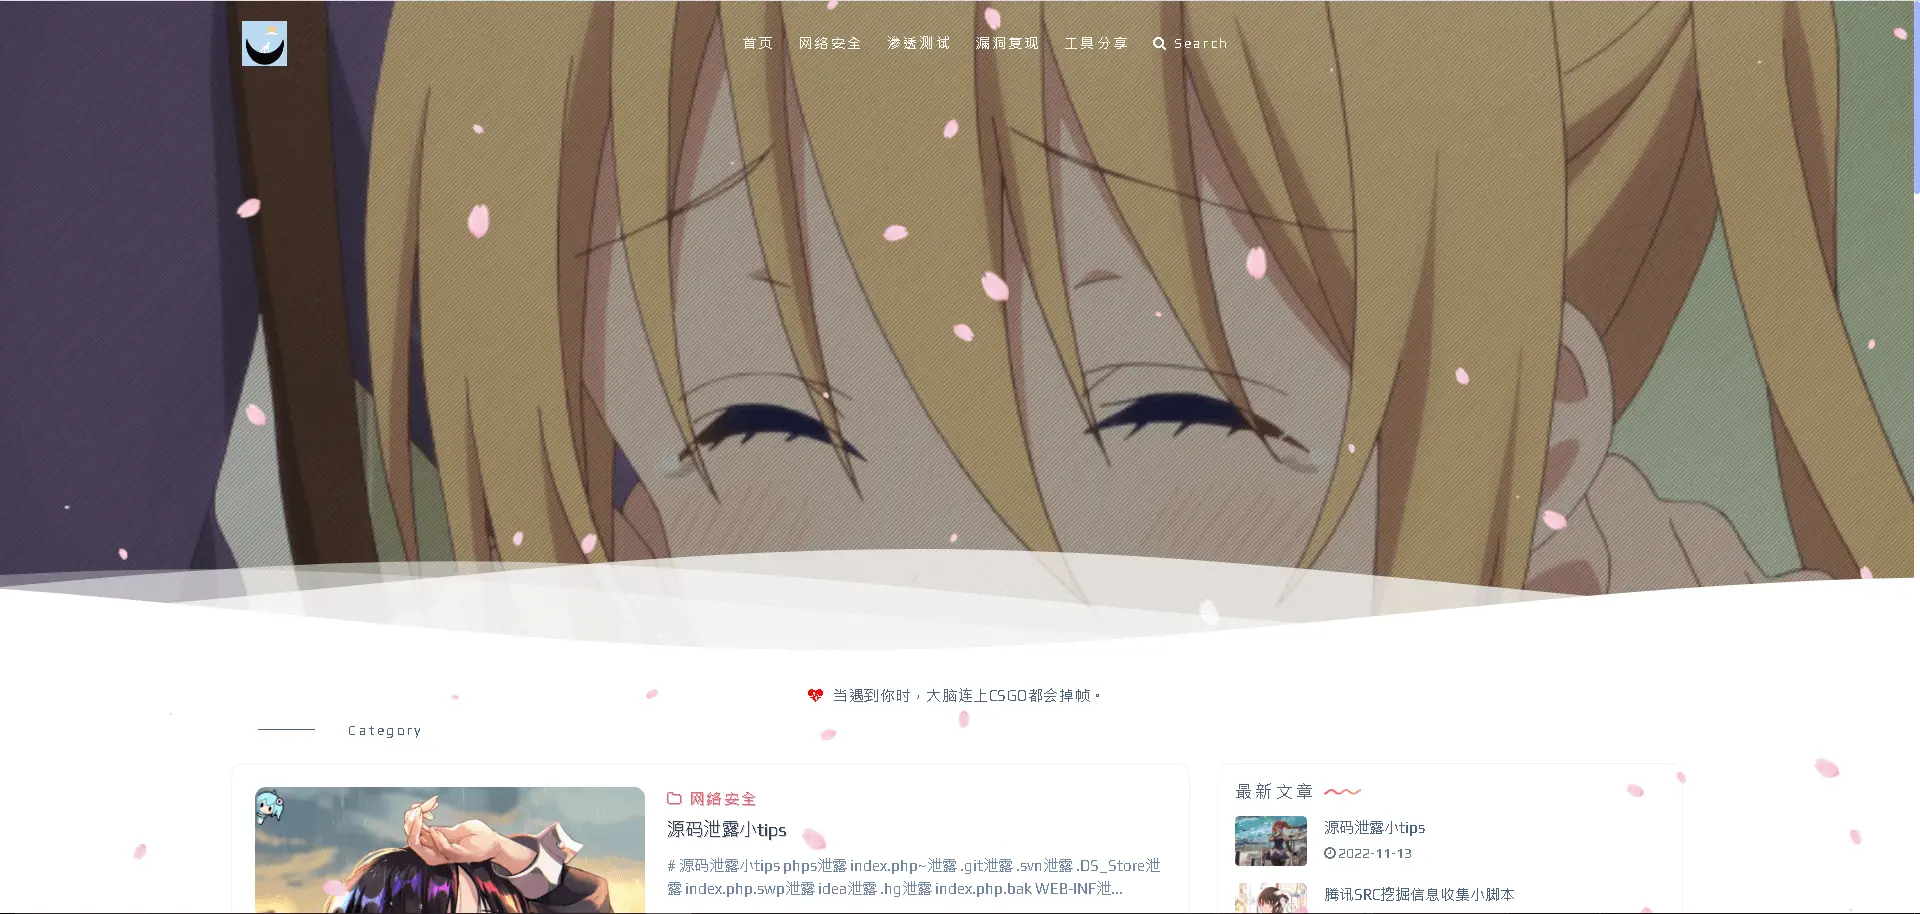 首页 网络安全 渗透测试 漏洞复现 工具分享 Search
当遇到你时，大脑连上CSGO都会掉帧。
Category
网络安全
源码泄露小tips
# 源码泄露小tips phps泄露 index.php~泄露 .git泄露 .svn泄露 .DS_Store泄
露 index.php.swp泄露 idea泄露 .hg泄露 index.php.bak WEB-INF泄...
最新文章
源码泄露小tips
2022-11-13
腾讯SRC挖掘信息收集小脚本